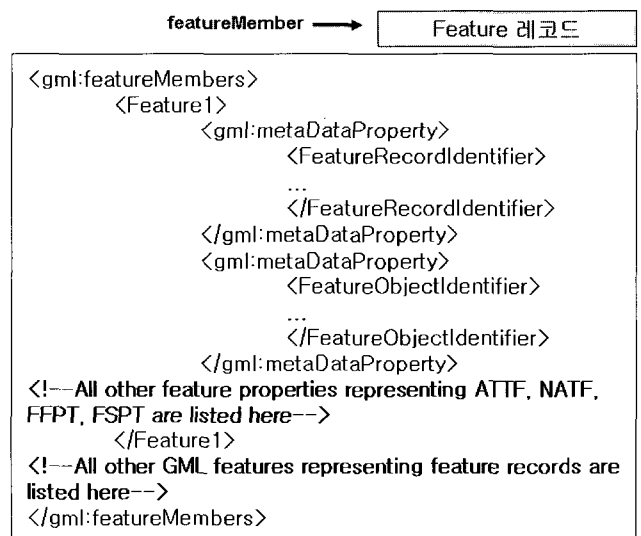 featureMember → Feature 레코드
<gml:featureMembers>
<Feature1>
<gml:metaDataProperty>
<FeatureRecordIdentifier>
...
</FeatureRecordIdentifier>
</gml:metaDataProperty>
<gml:metaDataProperty>
<FeatureObjectIdentifier>
...
</FeatureObjectIdentifier>
</gml:metaDataProperty>
<!--All other feature properties representing ATTF, NATF,
FFPT, FSPT are listed here-->
</Feature1>
<!--All other GML features representing feature records are
listed here-->
</gml:featureMembers>